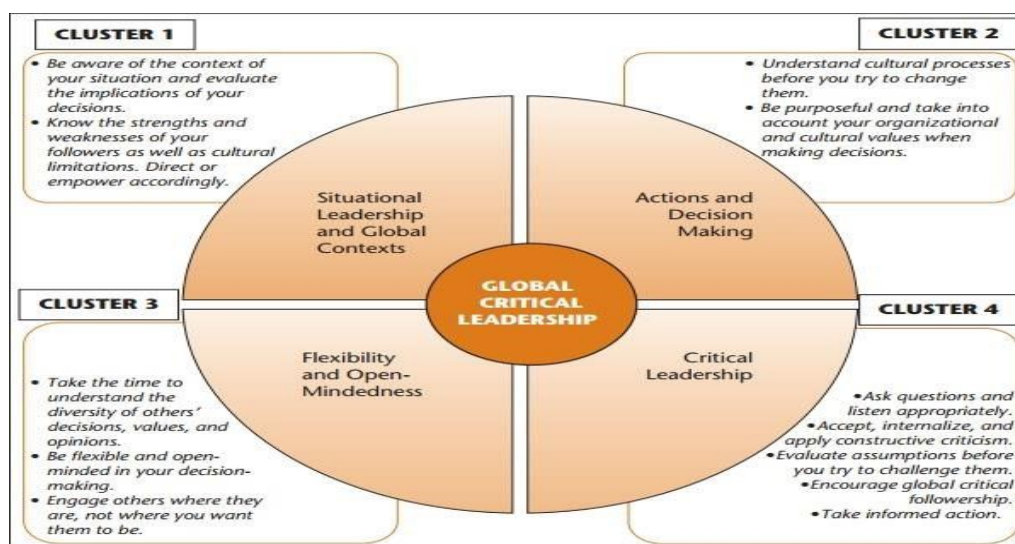 CLUSTER 1
• Be aware of the context of
your situation and evaluate
the implications of your
decisions.
• Know the strengths and
weaknesses of your
followers as well as cultural
limitations. Direct or
empower accordingly.
CLUSTER 2
• Understand cultural processes
before you try to change
them.
• Be purposeful and take into
account your organizational
and cultural values when
making decisions.
Situational
Leadership
and Global
Contexts
Actions and
Decision
Making
GLOBAL
CRITICAL
LEADERSHIP
CLUSTER 3
Flexibility
and Open-
Mindedness
• Take the time to
understand the
diversity of others'
decisions, values, and
opinions.
• Be flexible and open-
minded in your decision-
making.
• Engage others where they
are, not where you want
them to be.
CLUSTER 4
Critical
Leadership
•Ask questions and
listen appropriately.
•Accept, internalize, and
apply constructive criticism.
•Evaluate assumptions before
you try to challenge them.
•Encourage global critical
followership.
•Take informed action.